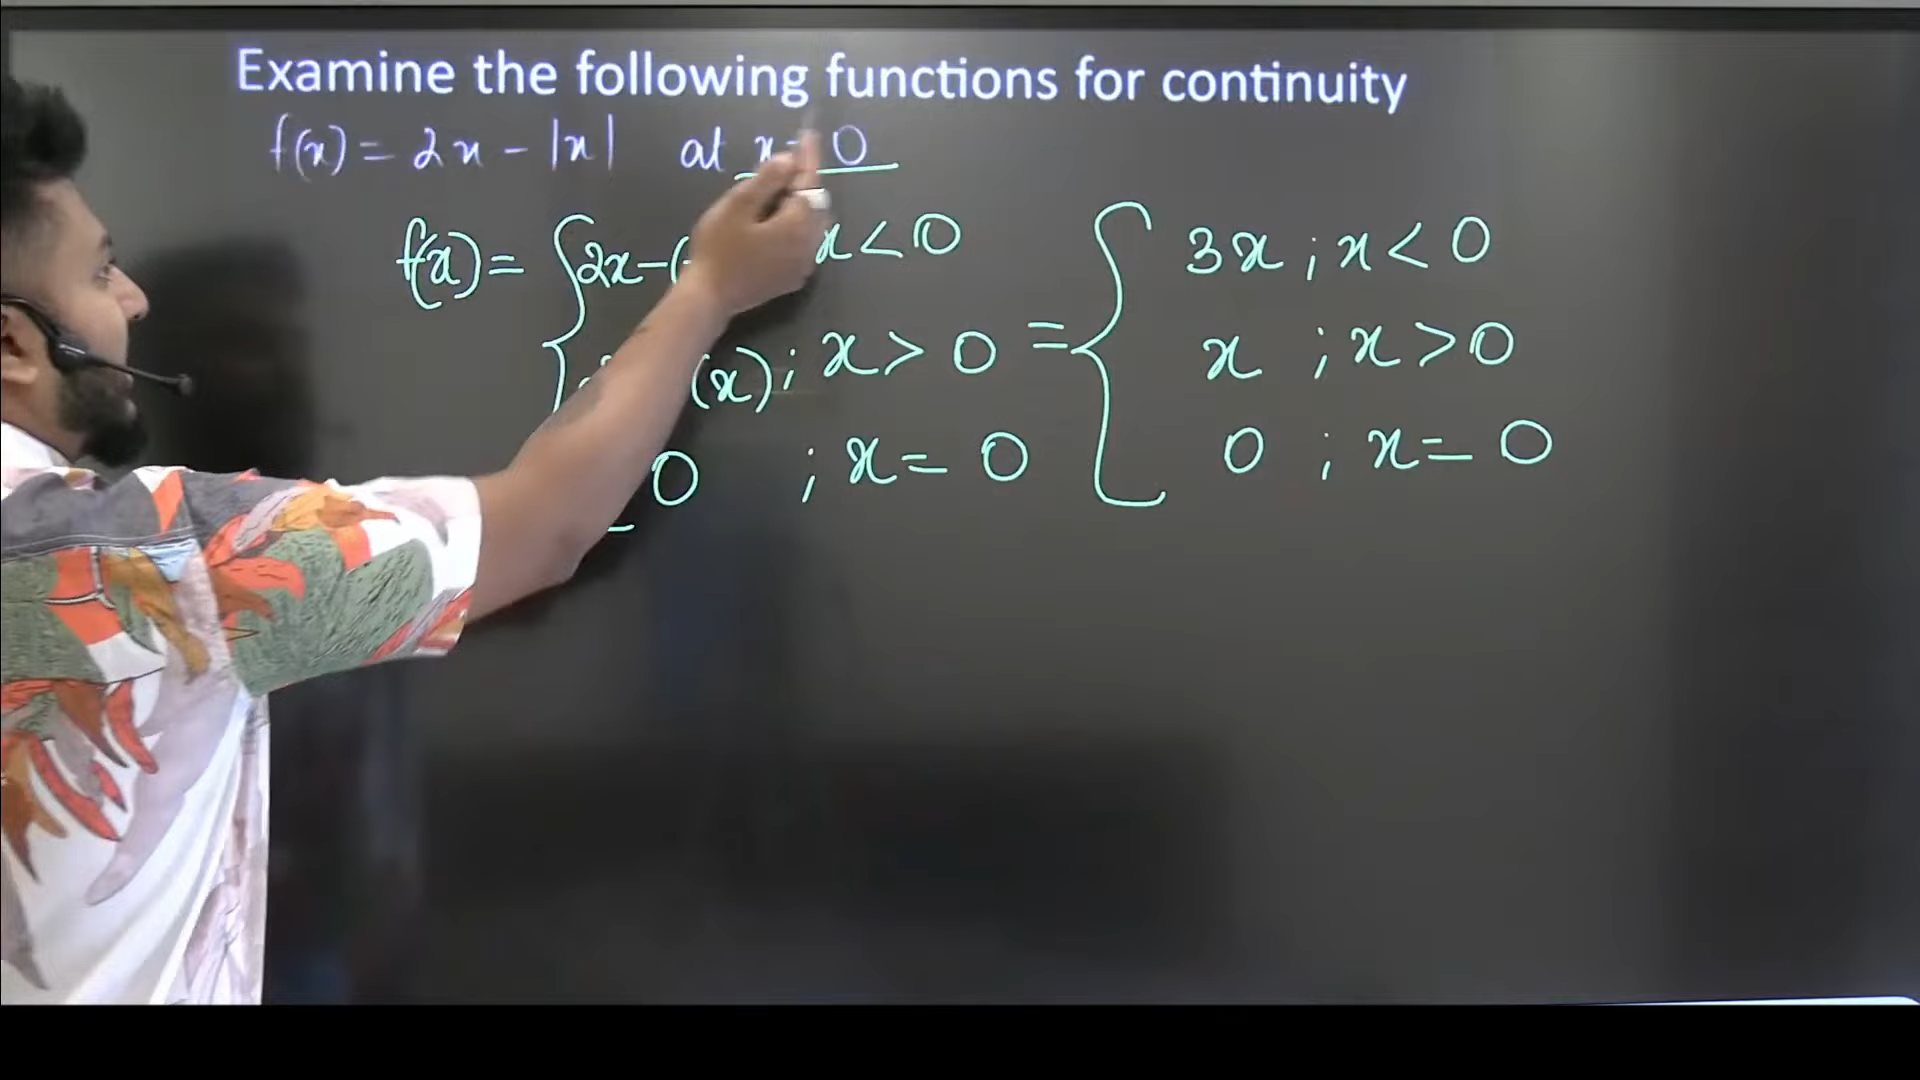 Examine the following functions for continuity
f(x) = 2x - |x| at x = 0
f(x) = { 2x-( x < 0 = { 3x ; x < 0
(x) ; x > 0 x ; x > 0
0 ; x = 0 0 ; x = 0